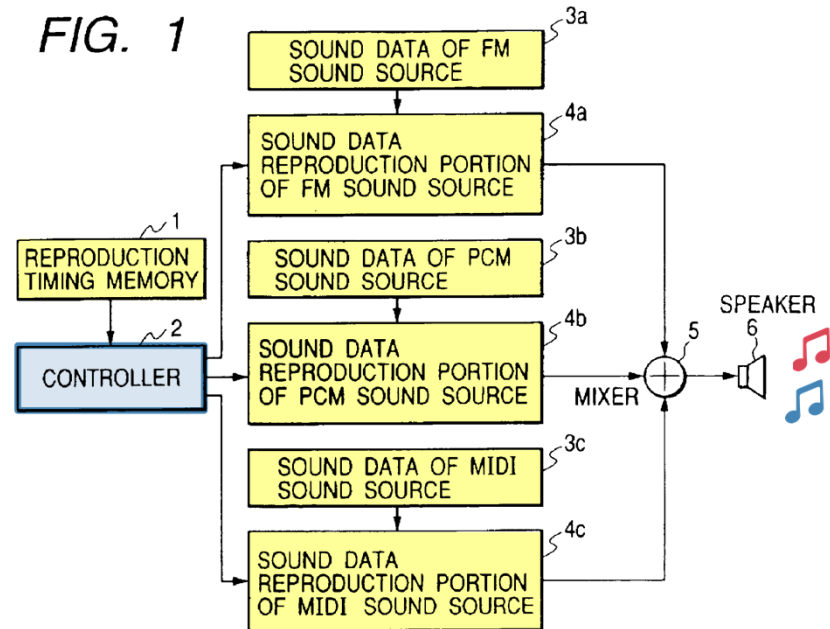 FIG. 1
3a
SOUND DATA OF FM
SOUND SOURCE
4a
SOUND DATA
REPRODUCTION PORTION
OF FM SOUND SOURCE
1
REPRODUCTION
TIMING MEMORY
3b
SOUND DATA OF PCM
SOUND SOURCE
2
CONTROLLER
4b
SOUND DATA
REPRODUCTION PORTION
OF PCM SOUND SOURCE
MIXER
5
SPEAKER
6
3c
SOUND DATA OF MIDI
SOUND SOURCE
4c
SOUND DATA
REPRODUCTION PORTION
OF MIDI SOUND SOURCE